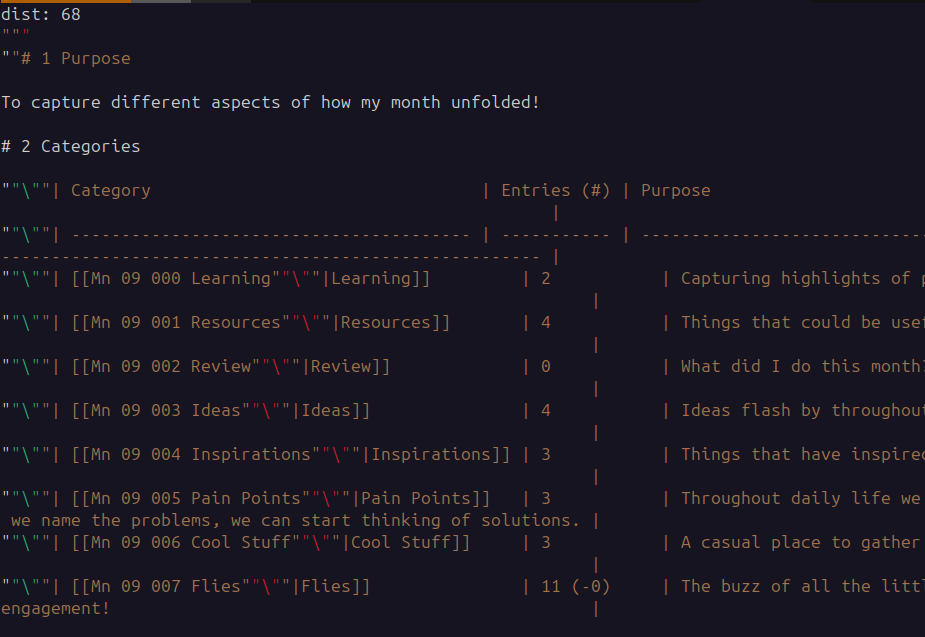 dist: 68
"""
""# 1 Purpose
To capture different aspects of how my month unfolded!
# 2 Categories
""\""| Category | Entries (#) | Purpose
|
""\""| ---------------------------------------- | ----------- | -----------------------------
------------------------------------------------------ |
""\""| [[Mn 09 000 Learning""\""|Learning]] | 2 | Capturing highlights of p
|
""\""| [[Mn 09 001 Resources""\""|Resources]] | 4 | Things that could be usef
|
""\""| [[Mn 09 002 Review""\""|Review]] | 0 | What did I do this month?
|
""\""| [[Mn 09 003 Ideas""\""|Ideas]] | 4 | Ideas flash by throughout
|
""\""| [[Mn 09 004 Inspirations""\""|Inspirations]] | 3 | Things that have inspired
|
""\""| [[Mn 09 005 Pain Points""\""|Pain Points]] | 3 | Throughout daily life we
we name the problems, we can start thinking of solutions. |
""\""| [[Mn 09 006 Cool Stuff""\""|Cool Stuff]] | 3 | A casual place to gather
|
""\""| [[Mn 09 007 Flies""\""|Flies]] | 11 (-0) | The buzz of all the littl
engagement! |